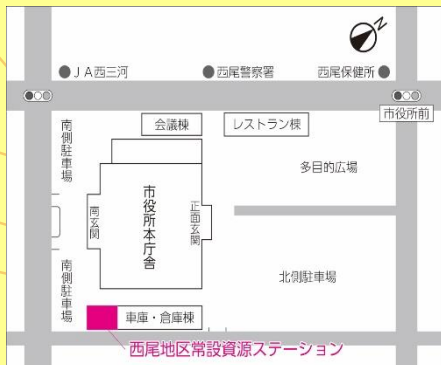 N
JA西三河
西尾警察署
西尾保健所
市役所前
会議棟
レストラン棟
南側駐車場
多目的広場
市役所本庁舎
南玄関
正面玄関
北側駐車場
南側駐車場
車庫・倉庫棟
西尾地区常設資源ステーション